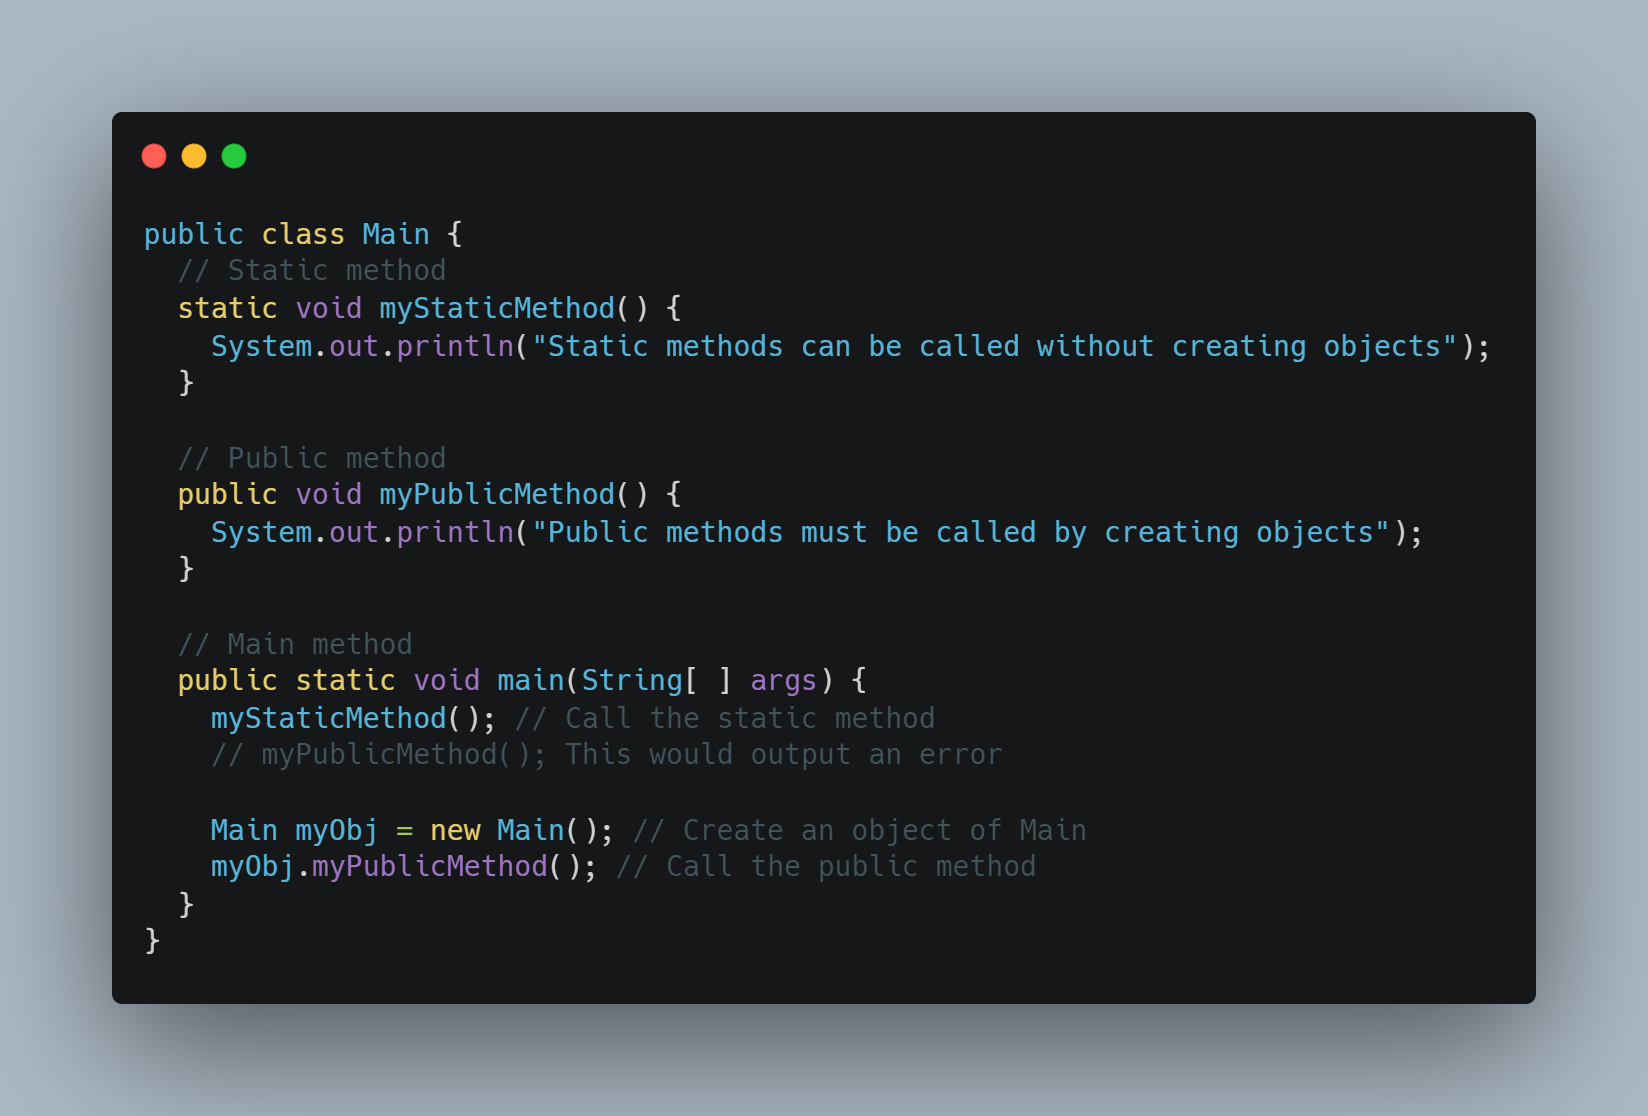 public class Main {
  // Static method
  static void myStaticMethod() {
    System.out.println("Static methods can be called without creating objects");
  }

  // Public method
  public void myPublicMethod() {
    System.out.println("Public methods must be called by creating objects");
  }

  // Main method
  public static void main(String[ ] args) {
    myStaticMethod(); // Call the static method
    // myPublicMethod(); This would output an error

    Main myObj = new Main(); // Create an object of Main
    myObj.myPublicMethod(); // Call the public method
  }
}